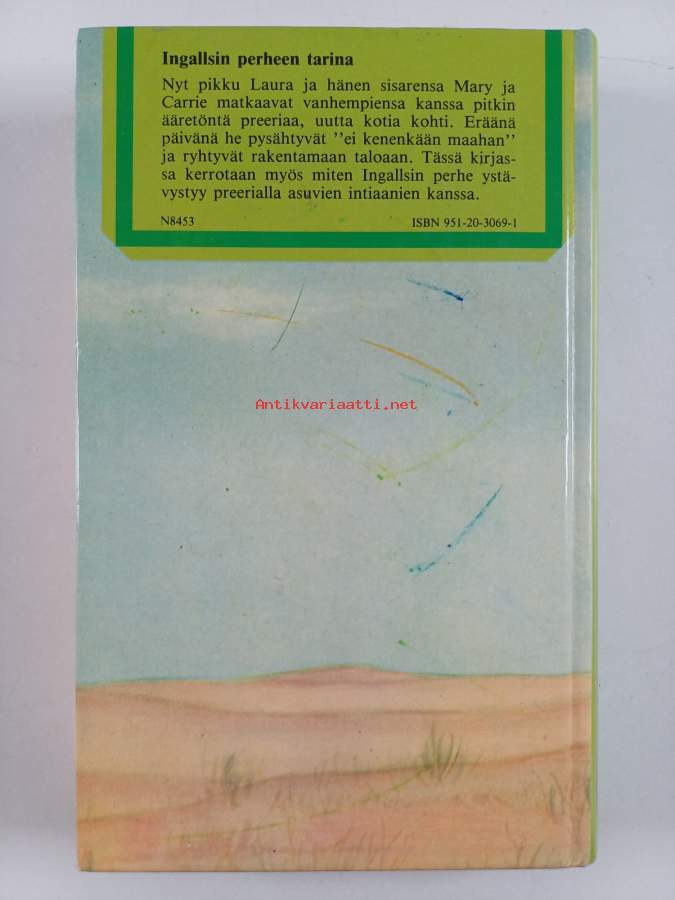 Ingallsin perheen tarina
Nyt pikku Laura ja hänen sisarensa Mary ja
Carrie matkaavat vanhempiensa kanssa pitkin
ääretöntä preeriaa, uutta kotia kohti. Eräänä
päivänä he pysähtyvät ''ei kenenkään maahan''
ja ryhtyvät rakentamaan taloaan. Tässä kirjas-
sa kerrotaan myös miten Ingallsin perhe ystä-
vystyy preerialla asuvien intiaanien kanssa.
N8453 ISBN 951-20-3069-1
Antikvariaatti.net